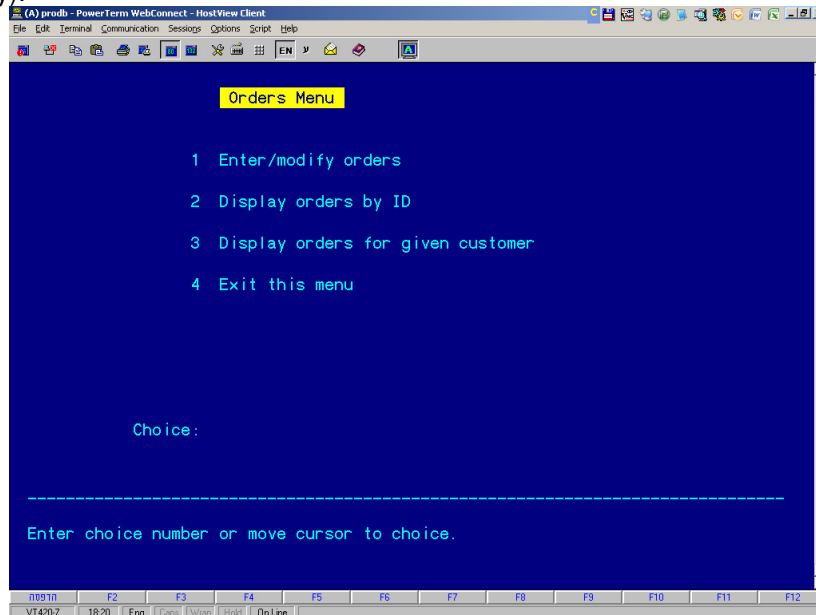 y).
(A) prodb - PowerTerm WebConnect - HostView Client
File Edit Terminal Communication Sessions Options Script Help
EN
Orders Menu
1 Enter/modify orders
2 Display orders by ID
3 Display orders for given customer
4 Exit this menu
Choice:
Enter choice number or move cursor to choice.
הדפסה F2 F3 F4 F5 F6 F7 F8 F9 F10 F11 F12
VT420-7 18:20 Eng Caps Wrap Hold On Line